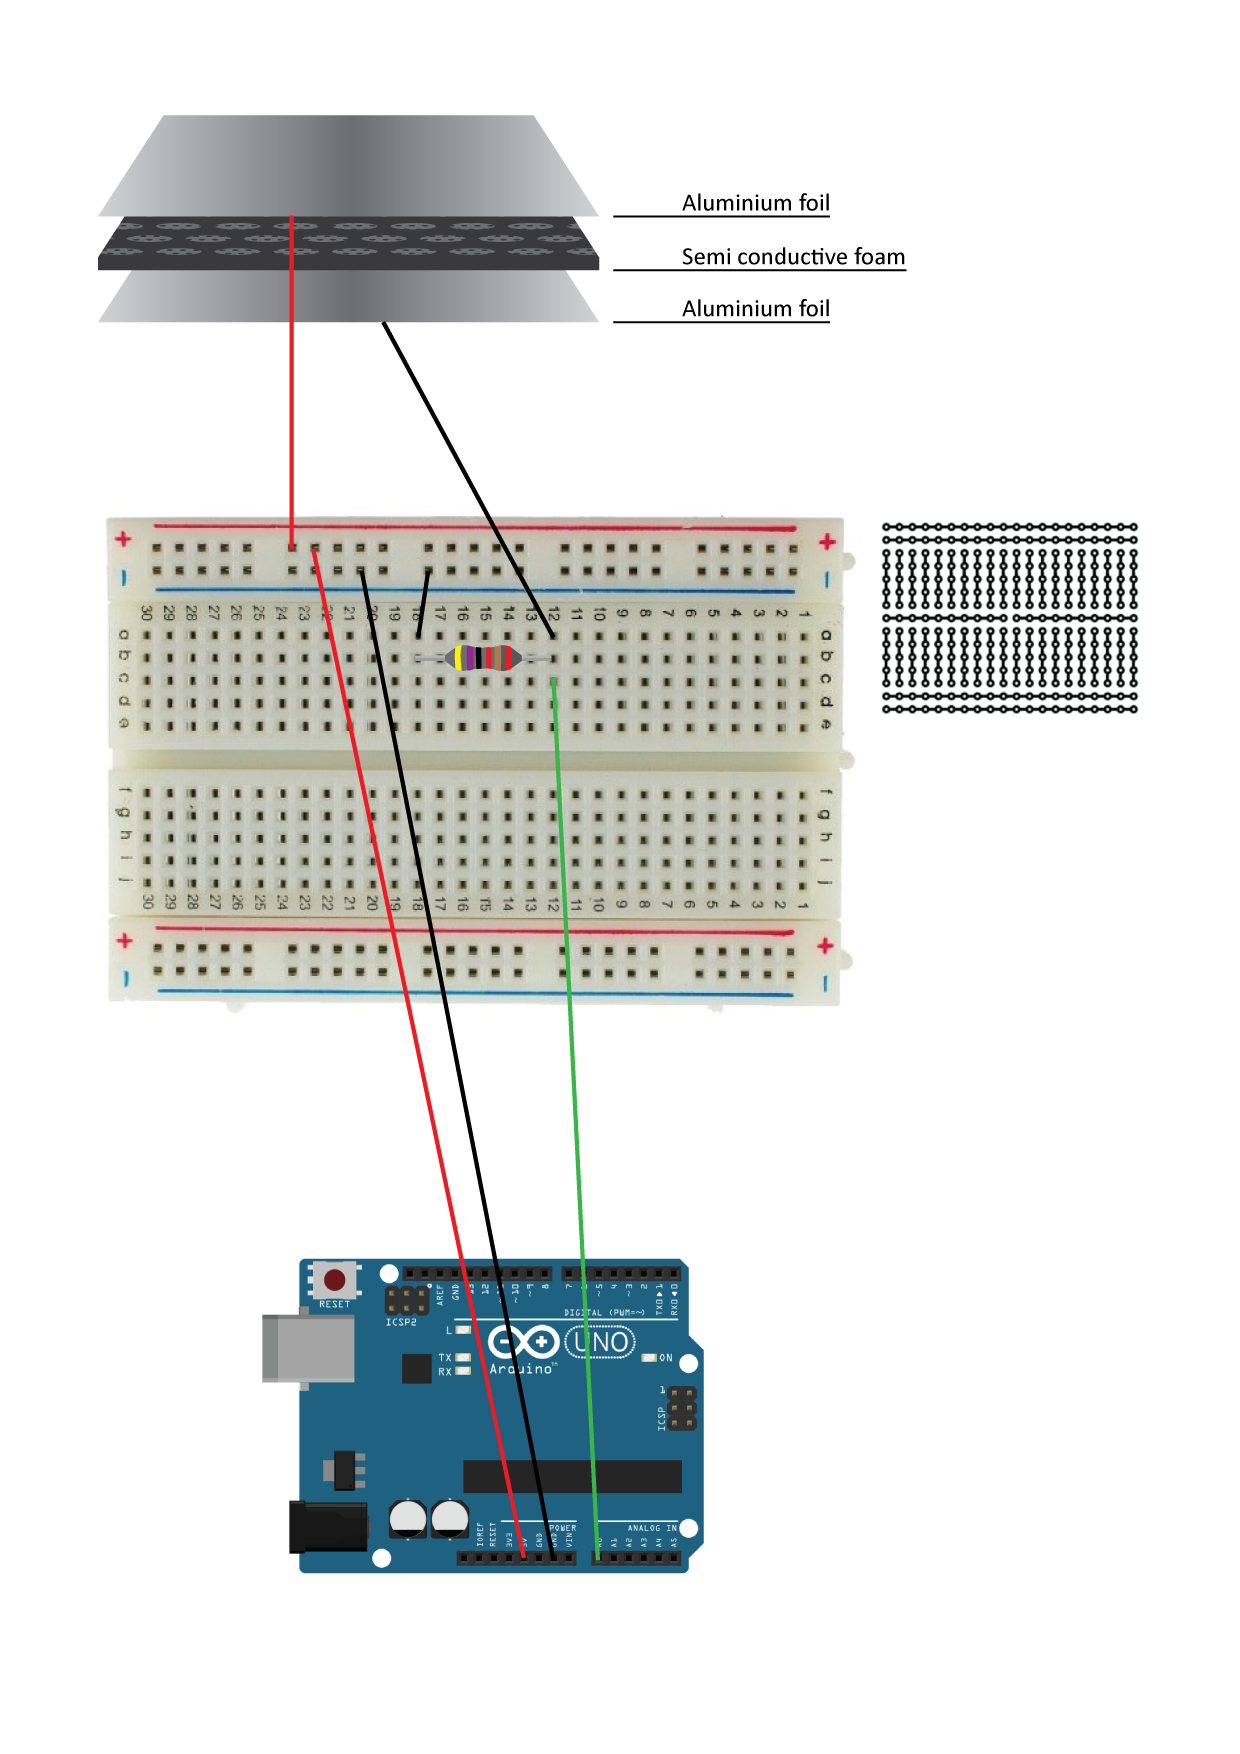 Aluminium foil
Semi conductive foam
Aluminium foil
+ +
- -
30 29 28 27 26 25 24 23 22 21 20 19 18 17 16 15 14 13 12 11 10 9 8 7 6 5 4 3 2 1
a a
b b
c c
d d
e e
f f
g g
h h
i i
j j
30 29 28 27 26 25 24 23 22 21 20 19 18 17 16 15 14 13 12 11 10 9 8 7 6 5 4 3 2 1
+ +
- -
RESET
ICSP2
AREF
GND
13
12
~10
~9
8
7
~5
4
~3
2
TXD▶1
RXD◀0
DIGITAL (PWM=~)
L
TX
RX
Arduino™
UNO
ON
1
ICSP
POWER
ANALOG IN
IOREF
RESET
3V3
5V
GND
GND
VIN
A0
A1
A2
A3
A4
A5